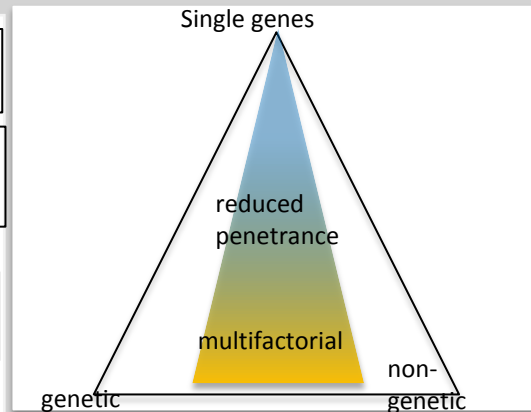 Single genes
reduced
penetrance
multifactorial
non-
genetic
genetic